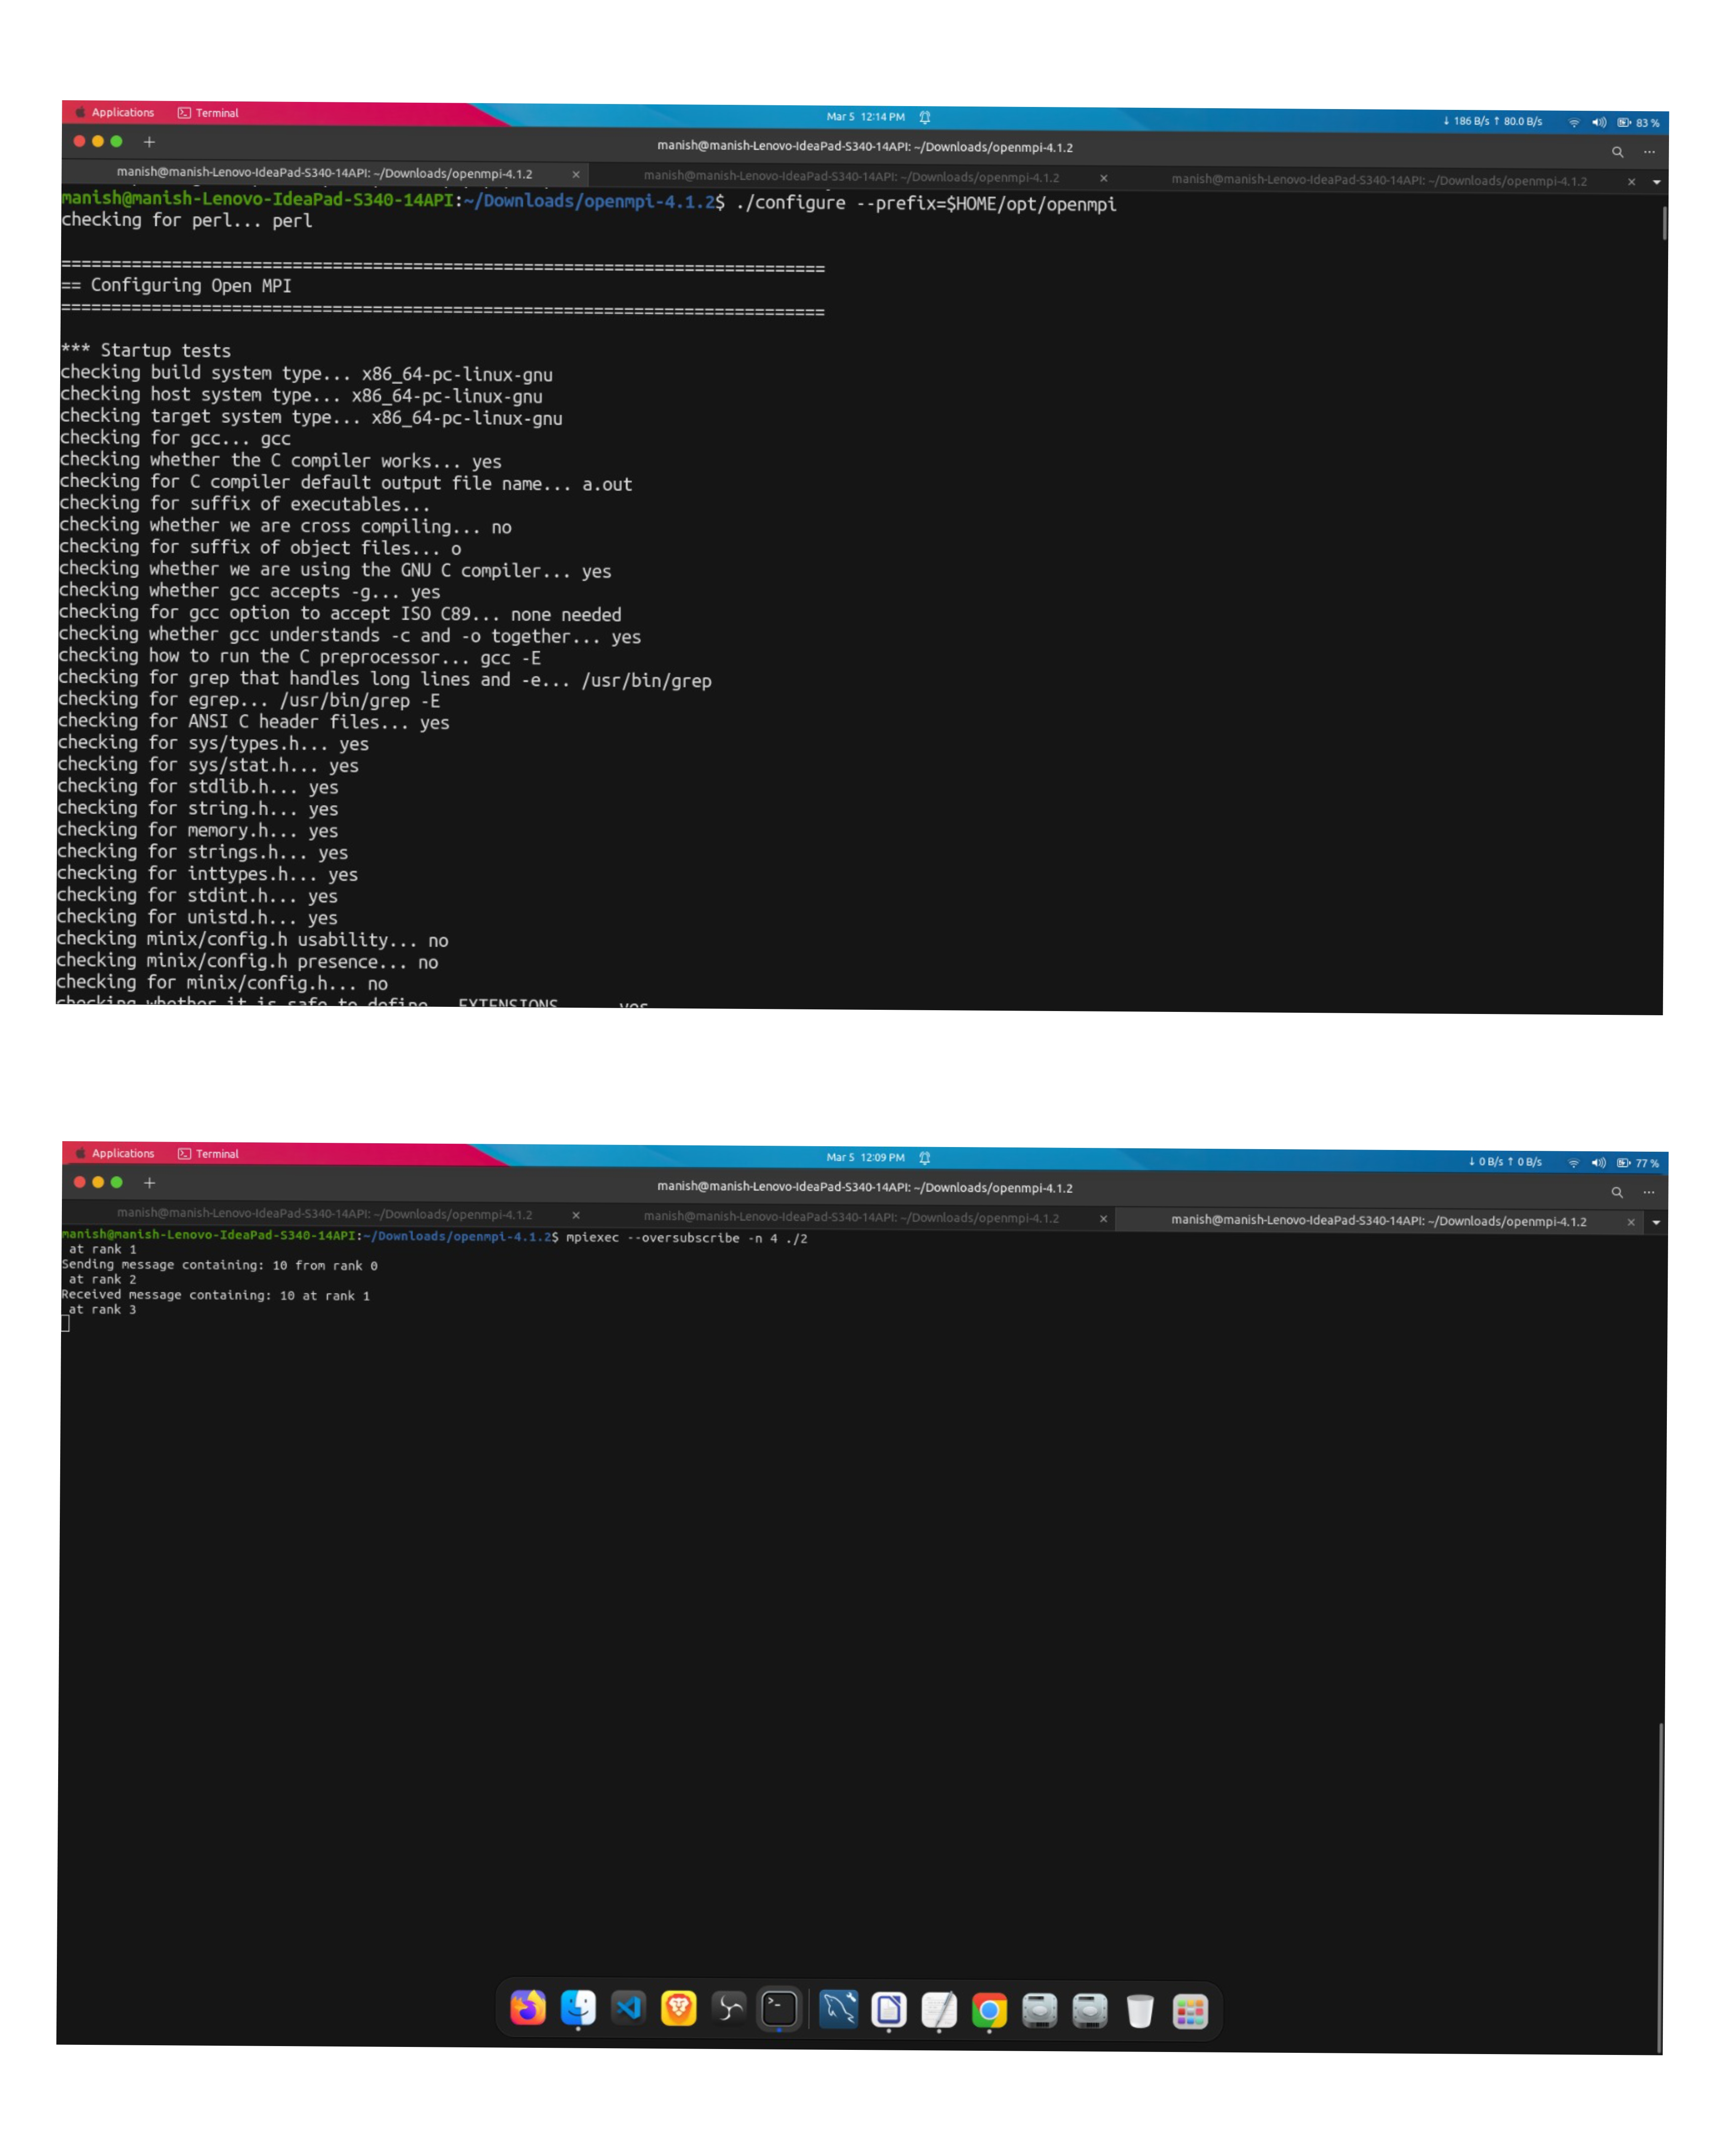 Applications Terminal Mar 5 12:14 PM ↓ 186 B/s ↑ 80.0 B/s 83 %
manish@manish-Lenovo-IdeaPad-S340-14API: ~/Downloads/openmpi-4.1.2
manish@manish-Lenovo-IdeaPad-S340-14API: ~/Downloads/openmpi-4.1.2 × manish@manish-Lenovo-IdeaPad-S340-14API: ~/Downloads/openmpi-4.1.2 × manish@manish-Lenovo-IdeaPad-S340-14API: ~/Downloads/openmpi-4.1.2 ×
manish@manish-Lenovo-IdeaPad-S340-14API:~/Downloads/openmpi-4.1.2$ ./configure --prefix=$HOME/opt/openmpi
checking for perl... perl
============================================================================
== Configuring Open MPI
============================================================================
*** Startup tests
checking build system type... x86_64-pc-linux-gnu
checking host system type... x86_64-pc-linux-gnu
checking target system type... x86_64-pc-linux-gnu
checking for gcc... gcc
checking whether the C compiler works... yes
checking for C compiler default output file name... a.out
checking for suffix of executables...
checking whether we are cross compiling... no
checking for suffix of object files... o
checking whether we are using the GNU C compiler... yes
checking whether gcc accepts -g... yes
checking for gcc option to accept ISO C89... none needed
checking whether gcc understands -c and -o together... yes
checking how to run the C preprocessor... gcc -E
checking for grep that handles long lines and -e... /usr/bin/grep
checking for egrep... /usr/bin/grep -E
checking for ANSI C header files... yes
checking for sys/types.h... yes
checking for sys/stat.h... yes
checking for stdlib.h... yes
checking for string.h... yes
checking for memory.h... yes
checking for strings.h... yes
checking for inttypes.h... yes
checking for stdint.h... yes
checking for unistd.h... yes
checking minix/config.h usability... no
checking minix/config.h presence... no
checking for minix/config.h... no
checking whether it is safe to define EXTENSIONS ... yes
Applications Terminal Mar 5 12:09 PM ↓ 0 B/s ↑ 0 B/s 77 %
manish@manish-Lenovo-IdeaPad-S340-14API: ~/Downloads/openmpi-4.1.2
manish@manish-Lenovo-IdeaPad-S340-14API: ~/Downloads/openmpi-4.1.2 × manish@manish-Lenovo-IdeaPad-S340-14API: ~/Downloads/openmpi-4.1.2 × manish@manish-Lenovo-IdeaPad-S340-14API: ~/Downloads/openmpi-4.1.2 ×
manish@manish-Lenovo-IdeaPad-S340-14API:~/Downloads/openmpi-4.1.2$ mpiexec --oversubscribe -n 4 ./2
at rank 1
Sending message containing: 10 from rank 0
at rank 2
Received message containing: 10 at rank 1
at rank 3